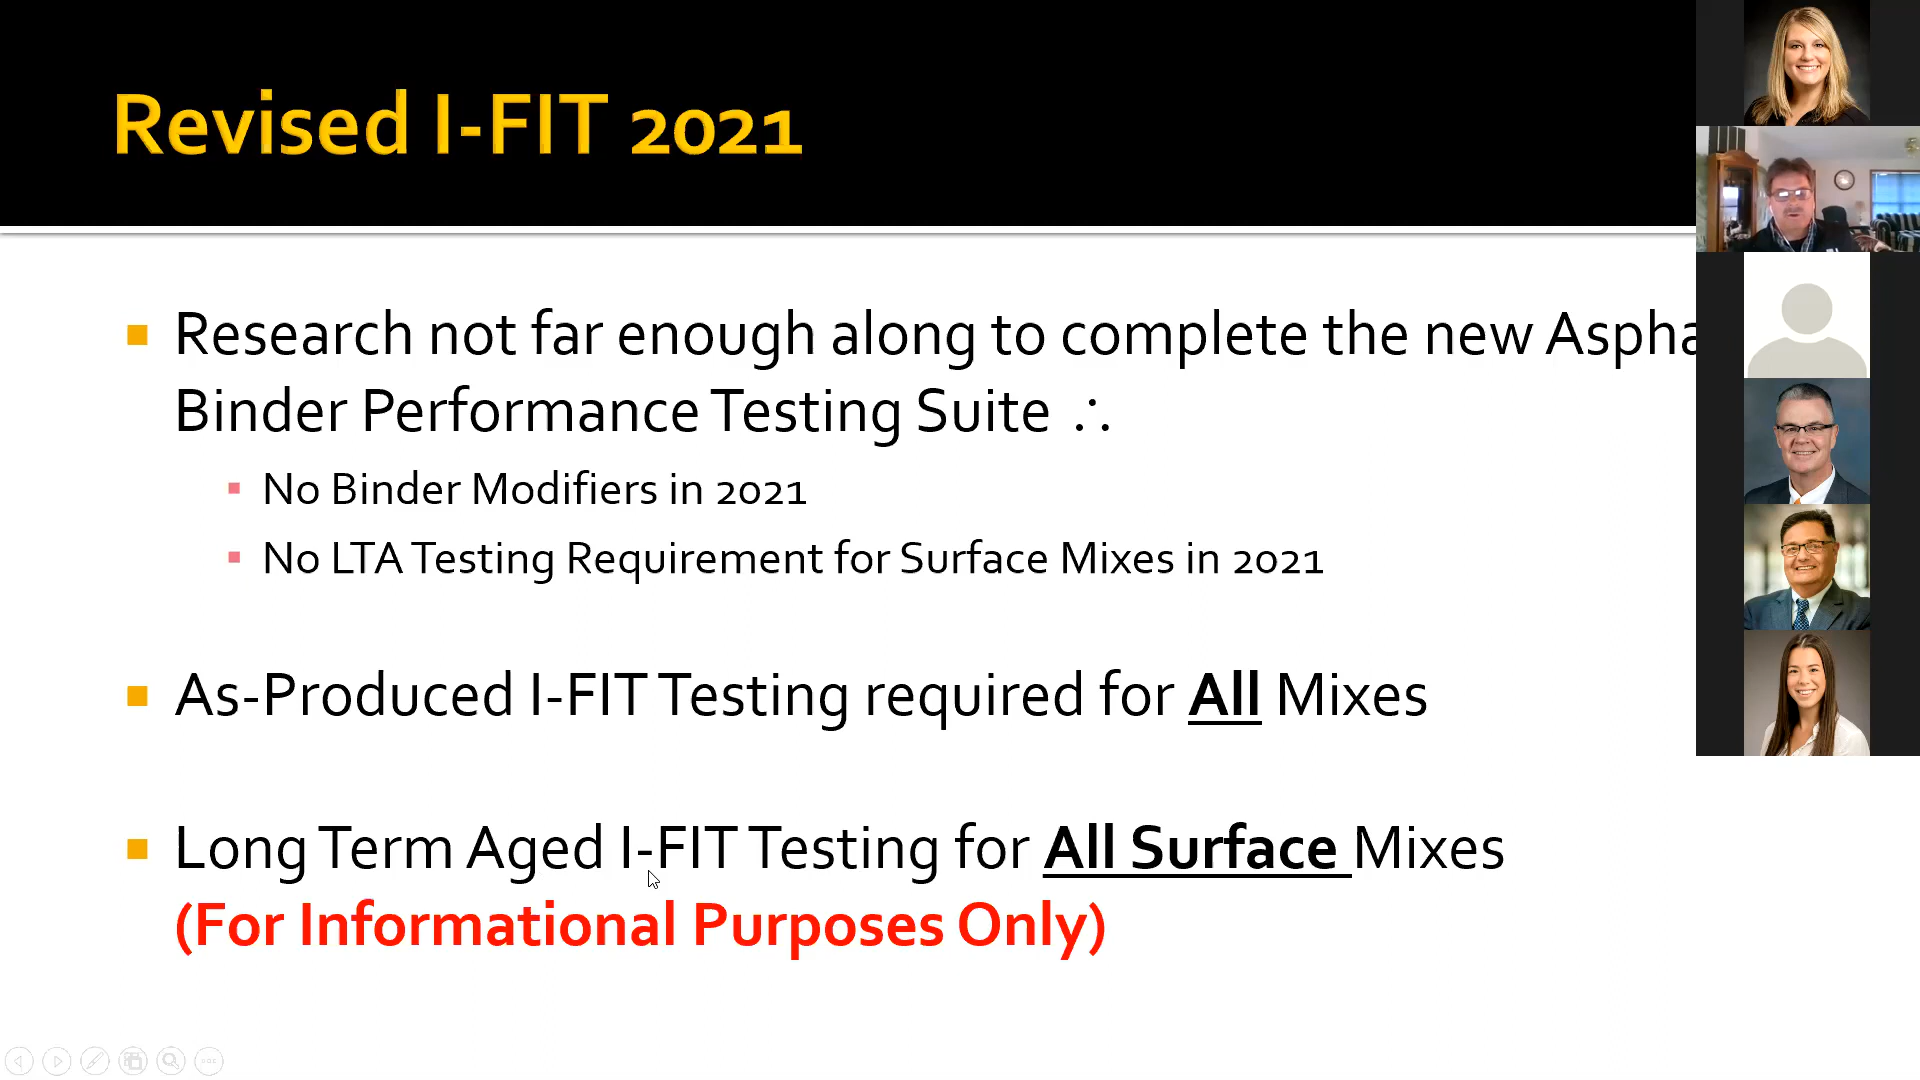 Revised I-FIT 2021
Research not far enough along to complete the new
Binder Performance Testing Suite ∴
No Binder Modifiers in 2021
No LTA Testing Requirement for Surface Mixes in 2021
As-Produced I-FIT Testing required for All Mixes
Long Term Aged I-FIT Testing for All Surface Mixes
(For Informational Purposes Only)